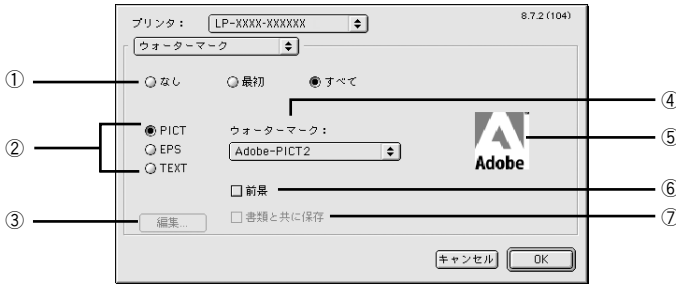 プリンタ： LP-XXXX-XXXXXX 8.7.2 (104)
ウォーターマーク
① なし 最初 すべて
④
② PICT ウォーターマーク： ⑤
EPS Adobe-PICT2
TEXT Adobe
前景 ⑥
③ 編集... 書類と共に保存 ⑦
キャンセル OK